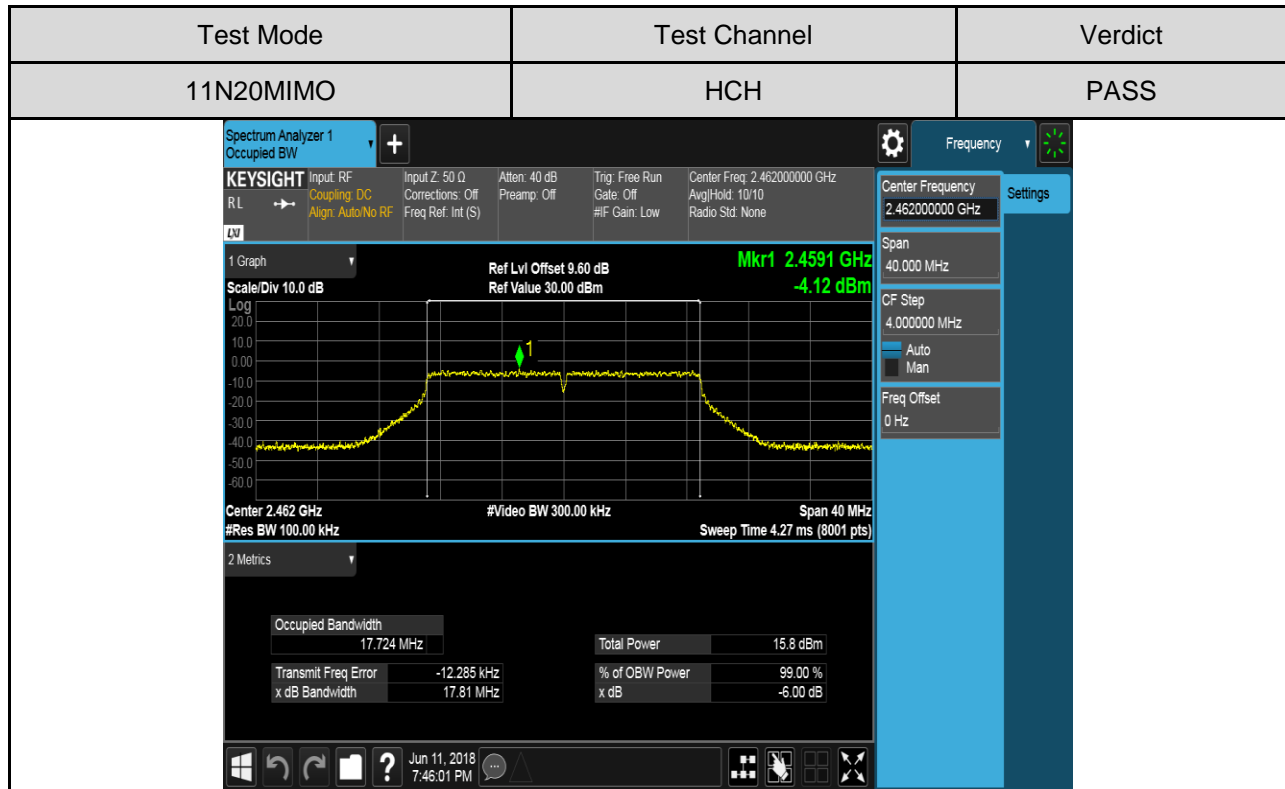 Test Mode Test Channel Verdict
11N20MIMO HCH PASS
Spectrum Analyzer 1
Occupied BW
+
Frequency
KEYSIGHT Input: RF Input Z: 50 Ω Atten: 40 dB Trig: Free Run Center Freq: 2.462000000 GHz
RL Coupling: DC Corrections: Off Preamp: Off Gate: Off Avg|Hold: 10/10
Align: Auto/No RF Freq Ref: Int (S) #IF Gain: Low Radio Std: None
LXI
Center Frequency
2.462000000 GHz
Settings
Span
40.000 MHz
CF Step
4.000000 MHz
Auto
Man
Freq Offset
0 Hz
1 Graph Ref Lvl Offset 9.60 dB Mkr1 2.4591 GHz
Scale/Div 10.0 dB Ref Value 30.00 dBm -4.12 dBm
Log
20.0
10.0
0.00
-10.0
-20.0
-30.0
-40.0
-50.0
-60.0
1
Center 2.462 GHz #Video BW 300.00 kHz Span 40 MHz
#Res BW 100.00 kHz Sweep Time 4.27 ms (8001 pts)
2 Metrics
Occupied Bandwidth
17.724 MHz Total Power 15.8 dBm
Transmit Freq Error -12.285 kHz % of OBW Power 99.00 %
x dB Bandwidth 17.81 MHz x dB -6.00 dB
? Jun 11, 2018
7:46:01 PM